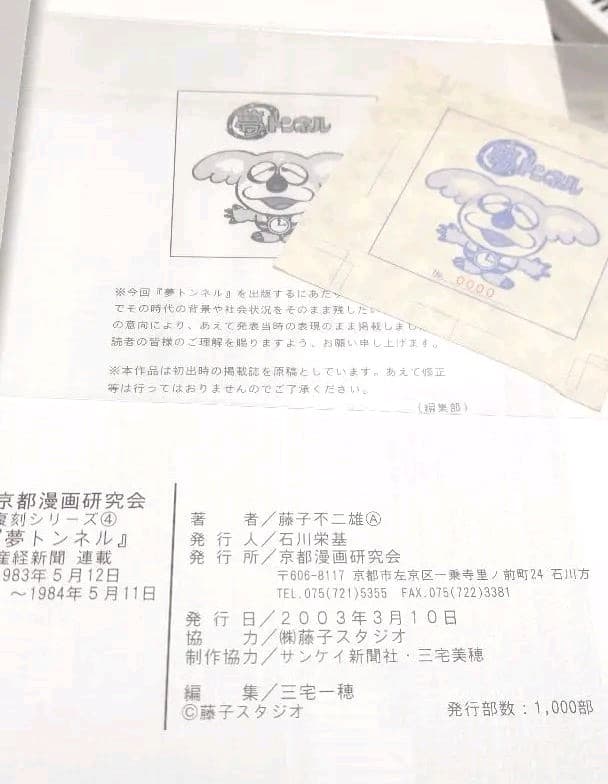 夢トンネル
夢トンネル
№ 0000
※今回『夢トンネル』を出版するにあた
でその時代の背景や社会状況をそのまま残したい
の意向により、あえて発表当時の表現のまま掲載しまし
読者の皆様のご理解を賜りますよう、お願い申し上げます。
※本作品は初出時の掲載誌を原稿としています。あえて修正
等は行ってはおりませんのでご了承ください。
(編集部)
京都漫画研究会
復刻シリーズ④
『夢トンネル』
産経新聞 連載
1983年5月12日
～1984年5月11日
著 者／藤子不二雄Ⓐ
発 行 人／石川栄基
発 行 所／京都漫画研究会
〒606-8117 京都市左京区一乗寺里ノ前町24 石川方
TEL.075(721)5355 FAX.075(722)3381
発 行 日／2003年3月10日
協 力／㈱藤子スタジオ
制作協力／サンケイ新聞社・三宅美穂
編 集／三宅一穂
Ⓒ藤子スタジオ
発行部数：1,000部